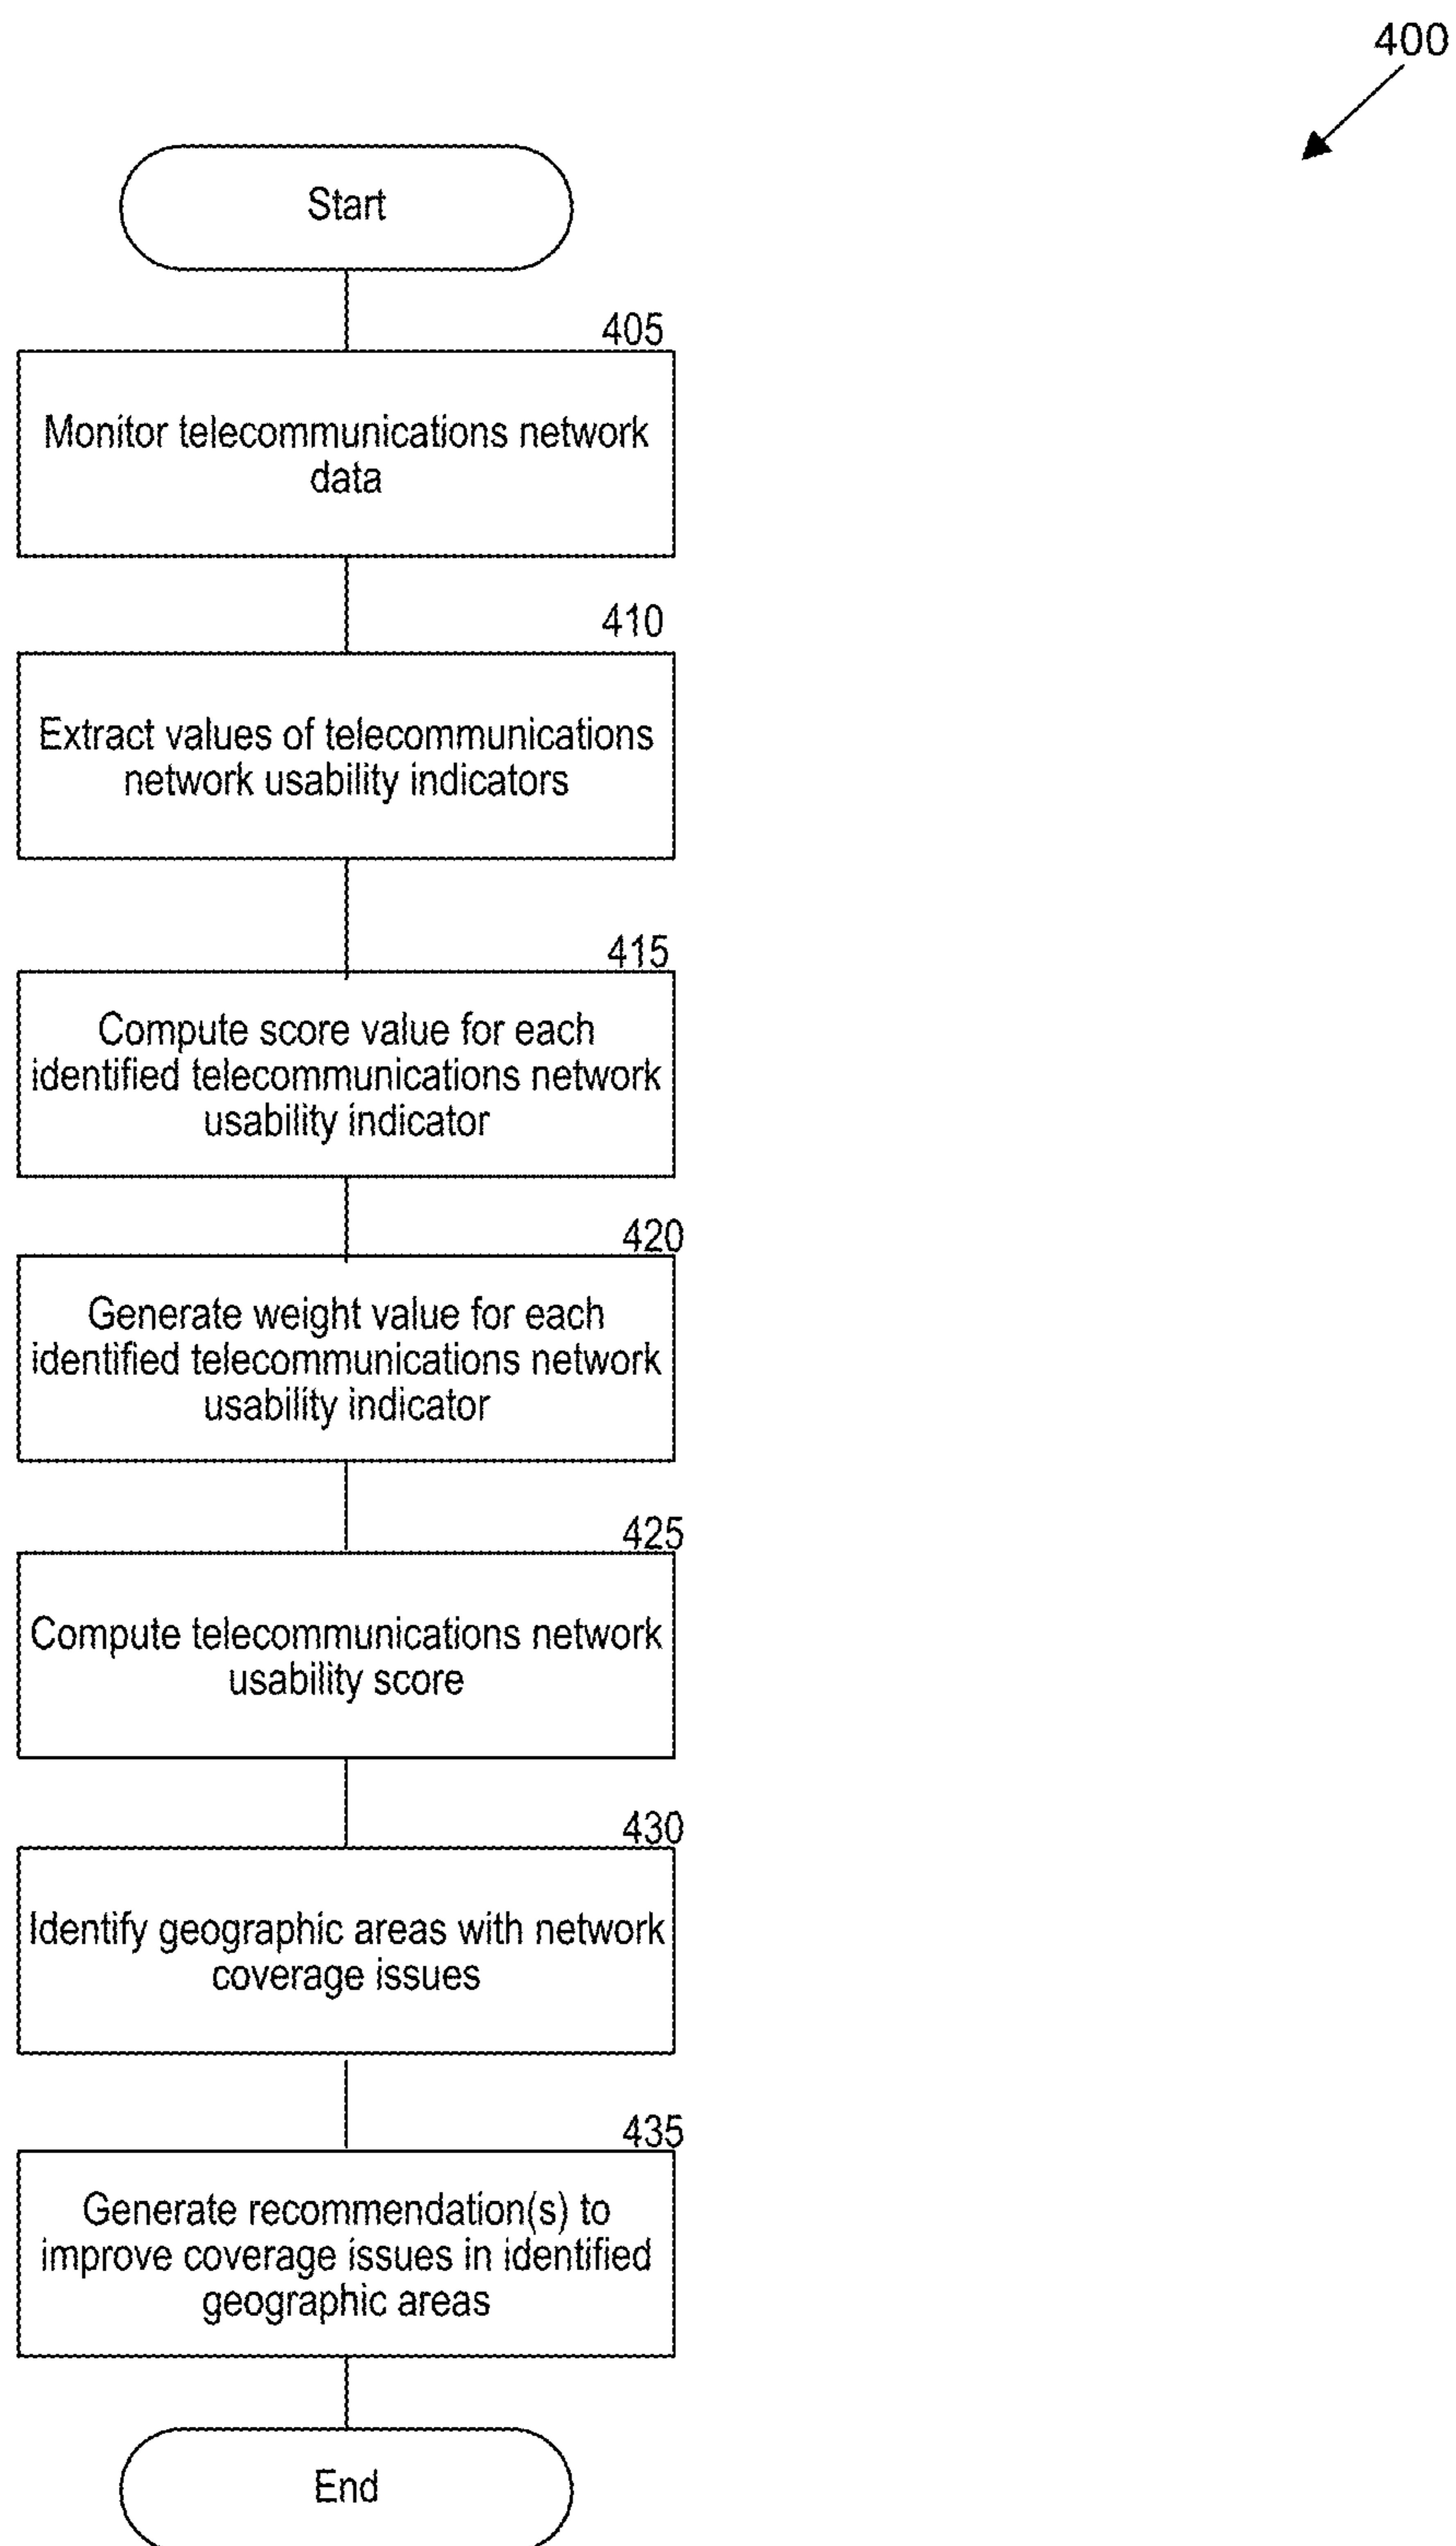 400
Start
405
Monitor telecommunications network
data
410
Extract values of telecommunications
network usability indicators
415
Compute score value for each
identified telecommunications network
usability indicator
420
Generate weight value for each
identified telecommunications network
usability indicator
425
Compute telecommunications network
usability score
430
Identify geographic areas with network
coverage issues
435
Generate recommendation(s) to
improve coverage issues in identified
geographic areas
End